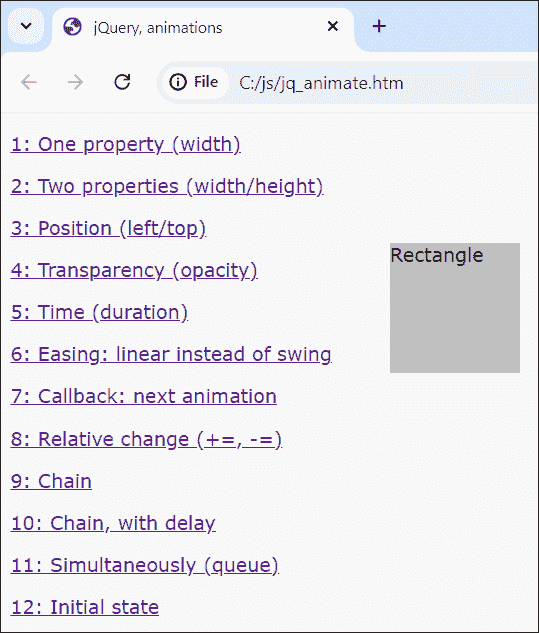 jQuery, animations
File C:/js/jq_animate.htm
1: One property (width)
2: Two properties (width/height)
3: Position (left/top)
Rectangle
4: Transparency (opacity)
5: Time (duration)
6: Easing: linear instead of swing
7: Callback: next animation
8: Relative change (+=, -=)
9: Chain
10: Chain, with delay
11: Simultaneously (queue)
12: Initial state